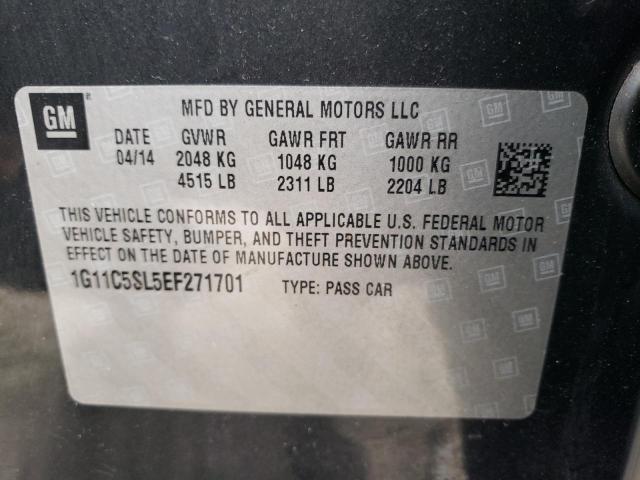 GM
MFD BY GENERAL MOTORS LLC
DATE GVWR GAWR FRT GAWR RR
04/14 2048 KG 1048 KG 1000 KG
4515 LB 2311 LB 2204 LB
THIS VEHICLE CONFORMS TO ALL APPLICABLE U.S. FEDERAL MOTOR
VEHICLE SAFETY, BUMPER, AND THEFT PREVENTION STANDARDS IN
EFFECT ON THE DATE OF MANUFACTURE SHOWN ABOVE.
1G11C5SL5EF271701 TYPE: PASS CAR